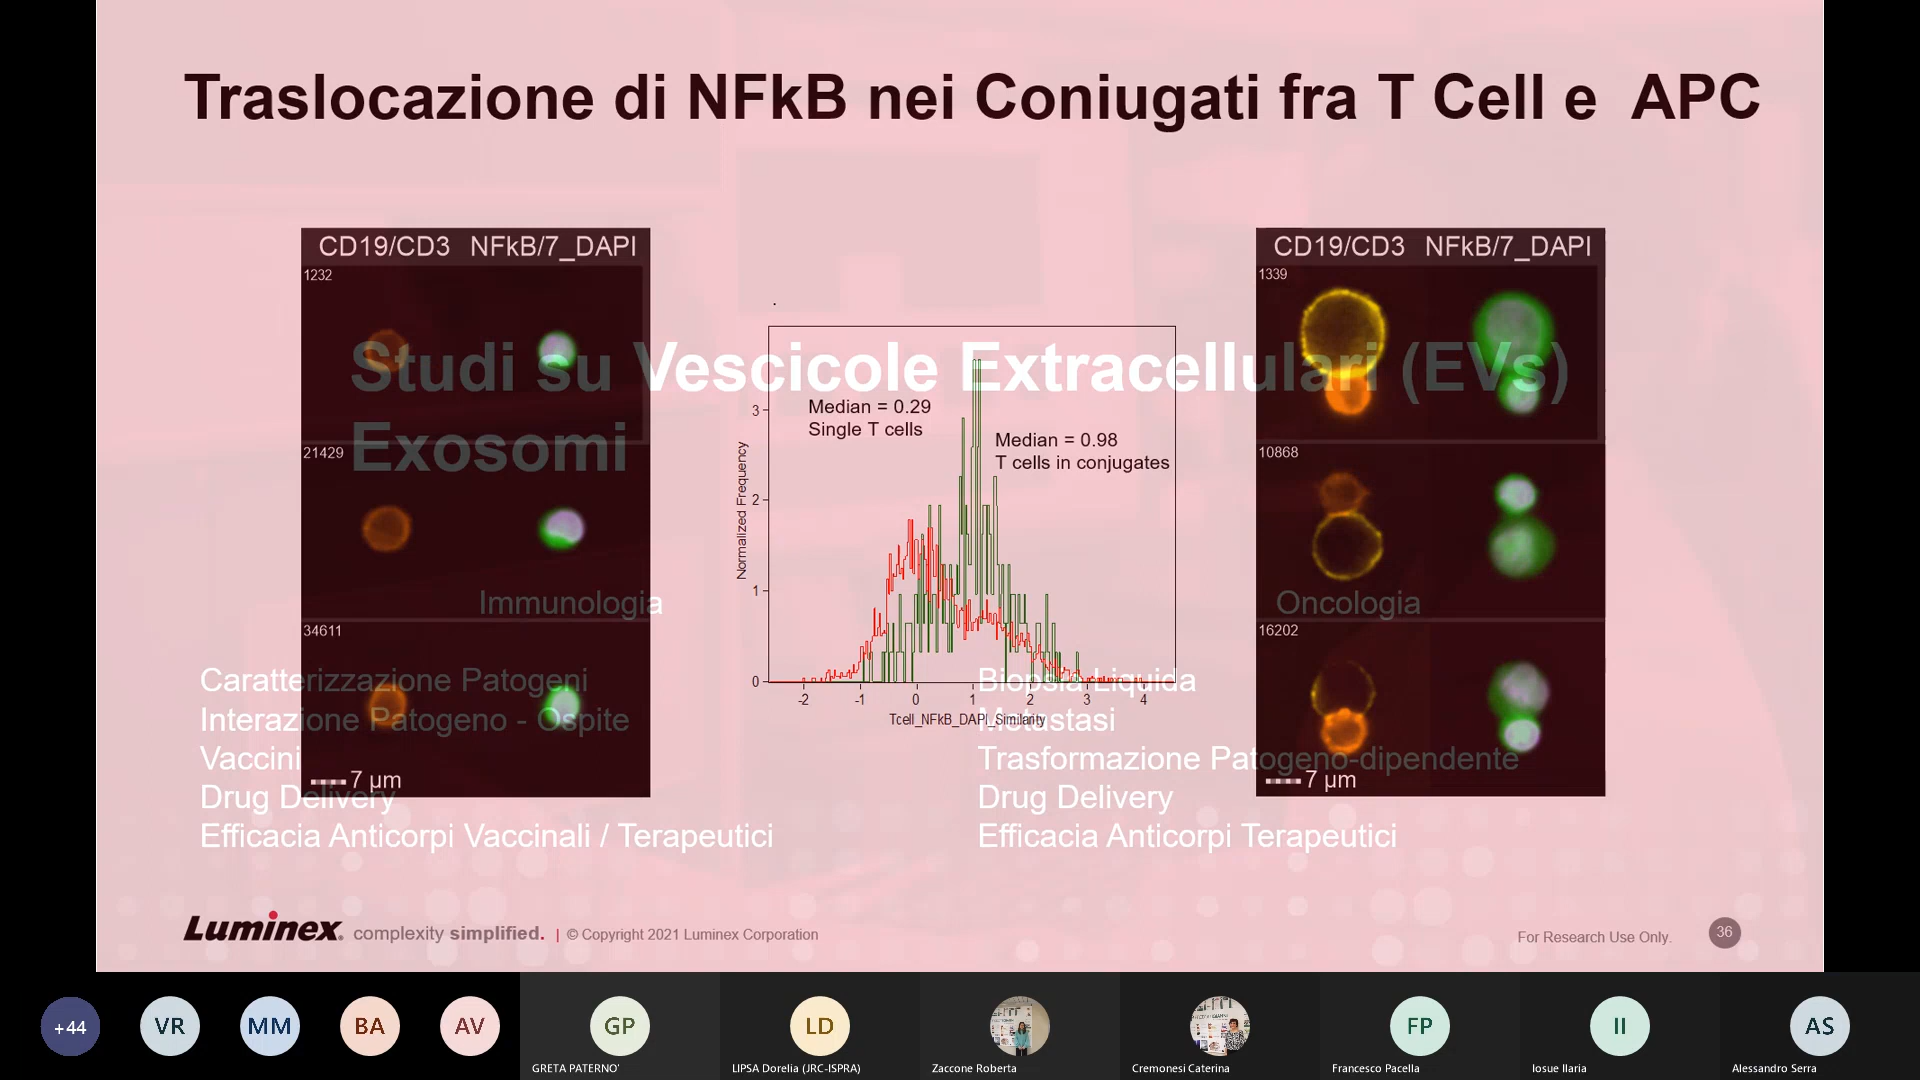 Traslocazione di NFkB nei Coniugati fra T Cell e APC
CD19/CD3 NFkB/7_DAPI
1232
21429
34611
7 µm
Median = 0.29
Single T cells
Median = 0.98
T cells in conjugates
Normalized Frequency
3
2
1
0
-2 -1 0 1 2 3 4
Tcell_NFkB_DAPI_Similarity
CD19/CD3 NFkB/7_DAPI
1339
10868
16202
7 µm
Studi su Vescicole Extracellulari (EVs)
Exosomi
Immunologia
Caratterizzazione Patogeni
Interazione Patogeno - Ospite
Vaccini
Drug Delivery
Efficacia Anticorpi Vaccinali / Terapeutici
Oncologia
Biopsia Liquida
Metastasi
Trasformazione Patogeno-dipendente
Drug Delivery
Efficacia Anticorpi Terapeutici
Luminex complexity simplified. | © Copyright 2021 Luminex Corporation
For Research Use Only. 36
+44 VR MM BA AV GP LD FP II AS
GRETA PATERNO' LIPSA Dorelia (JRC-ISPRA) Zaccone Roberta Cremonesi Caterina Francesco Pacella Iosue Ilaria Alessandro Serra